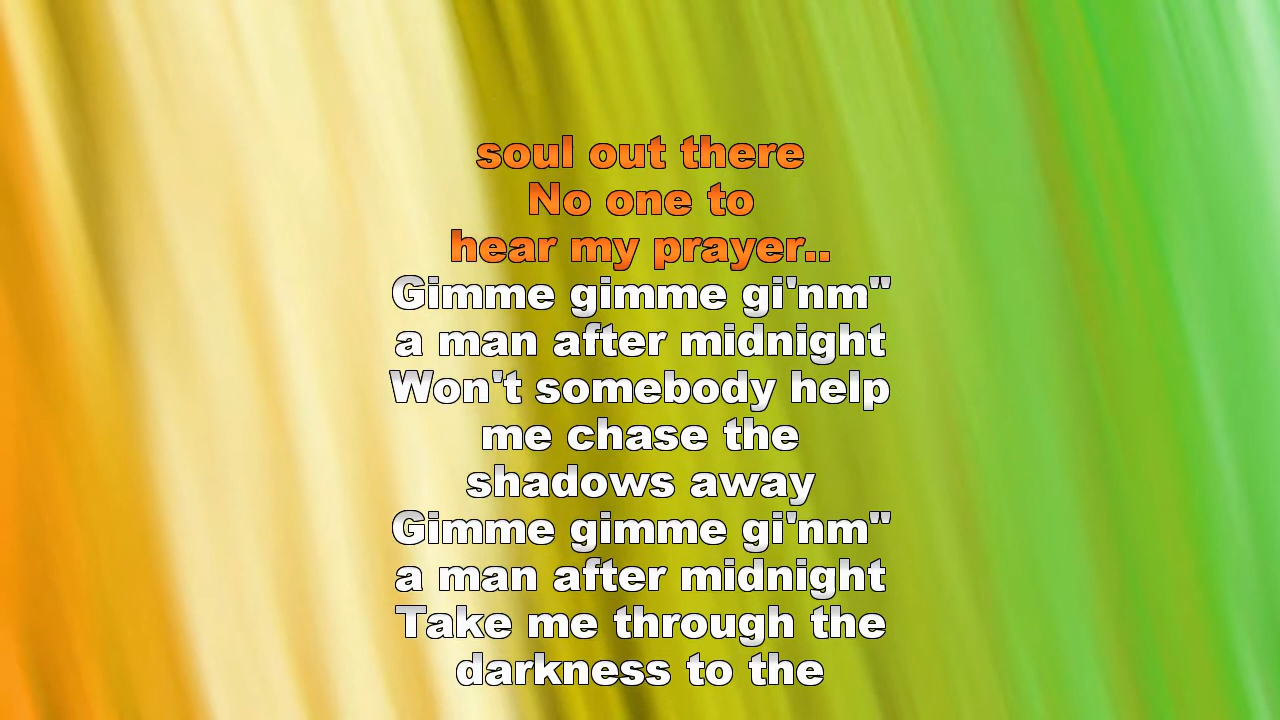 soul out there
No one to
hear my prayer..
Gimme gimme gi'nm"
a man after midnight
Won't somebody help
me chase the
shadows away
Gimme gimme gi'nm"
a man after midnight
Take me through the
darkness to the